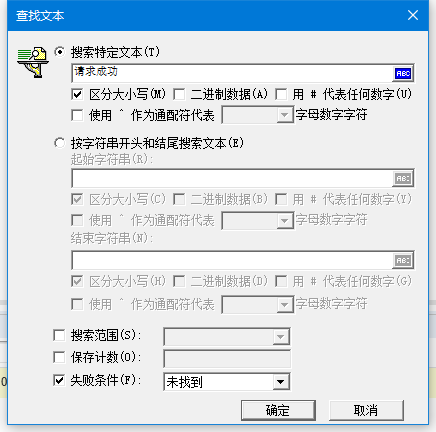 查找文本
搜索特定文本(T)
请求成功
ABC
区分大小写(M) 二进制数据(A) 用 # 代表任何数字(U)
使用 ^ 作为通配符代表 字母数字字符
按字符串开头和结尾搜索文本(E)
起始字符串(R):
ABC
区分大小写(C) 二进制数据(B) 用 # 代表任何数字(Y)
使用 ^ 作为通配符代表 字母数字字符
结束字符串(N):
ABC
区分大小写(H) 二进制数据(D) 用 # 代表任何数字(G)
使用 ^ 作为通配符代表 字母数字字符
搜索范围(S):
保存计数(O):
失败条件(F): 未找到
确定 取消